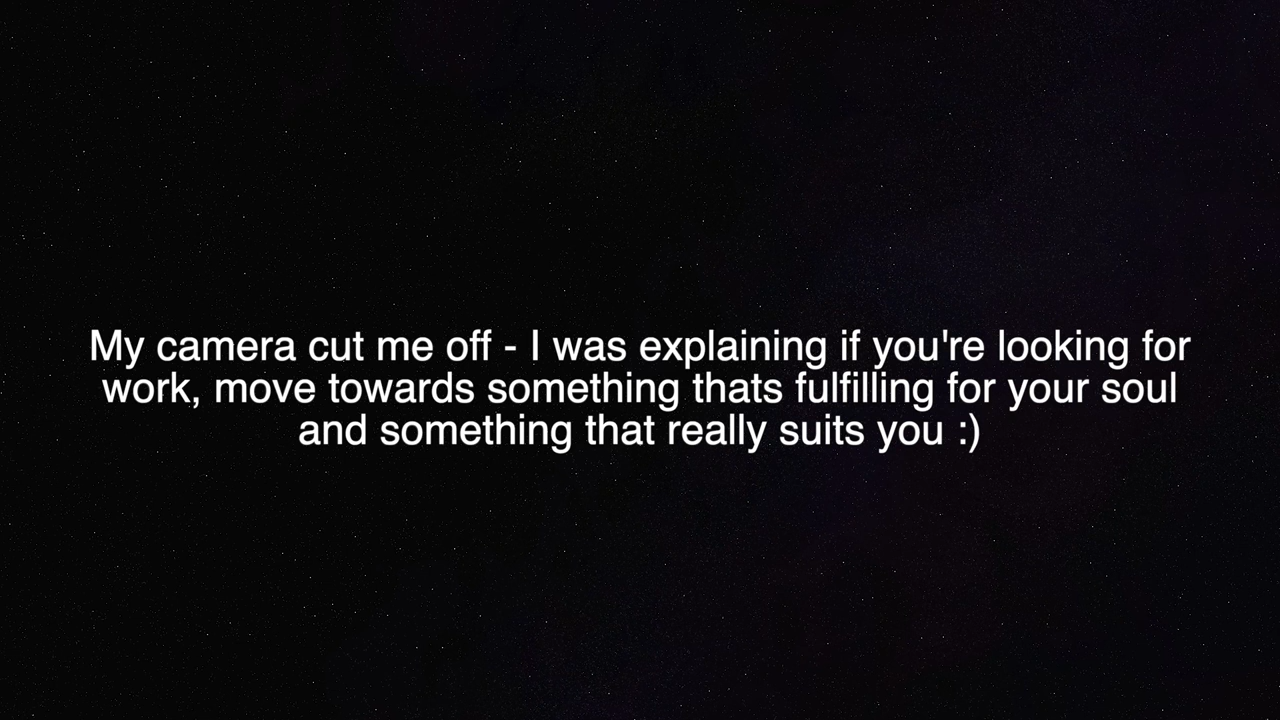 My camera cut me off - I was explaining if you're looking for
work, move towards something thats fulfilling for your soul
and something that really suits you :)